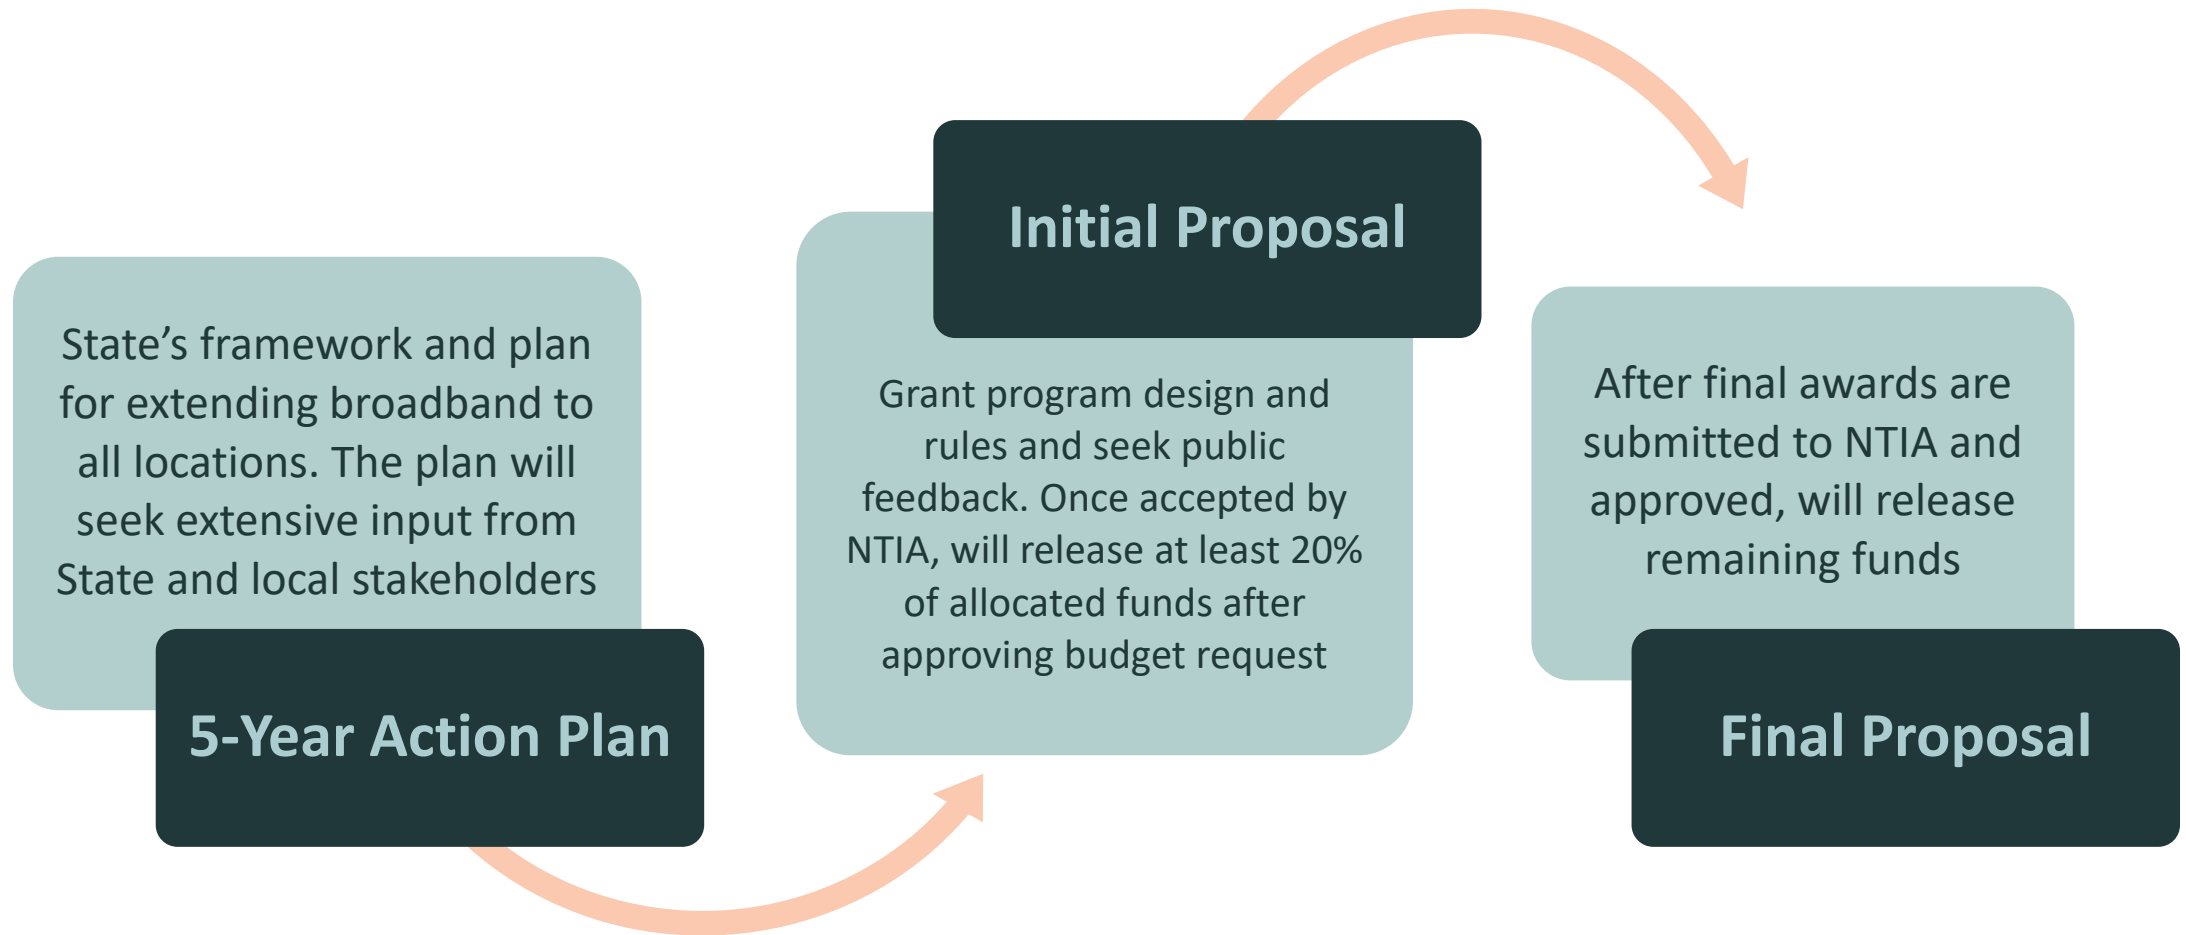 State’s framework and plan
for extending broadband to
all locations. The plan will
seek extensive input from
State and local stakeholders
5-Year Action Plan
Initial Proposal
Grant program design and
rules and seek public
feedback. Once accepted by
NTIA, will release at least 20%
of allocated funds after
approving budget request
After final awards are
submitted to NTIA and
approved, will release
remaining funds
Final Proposal